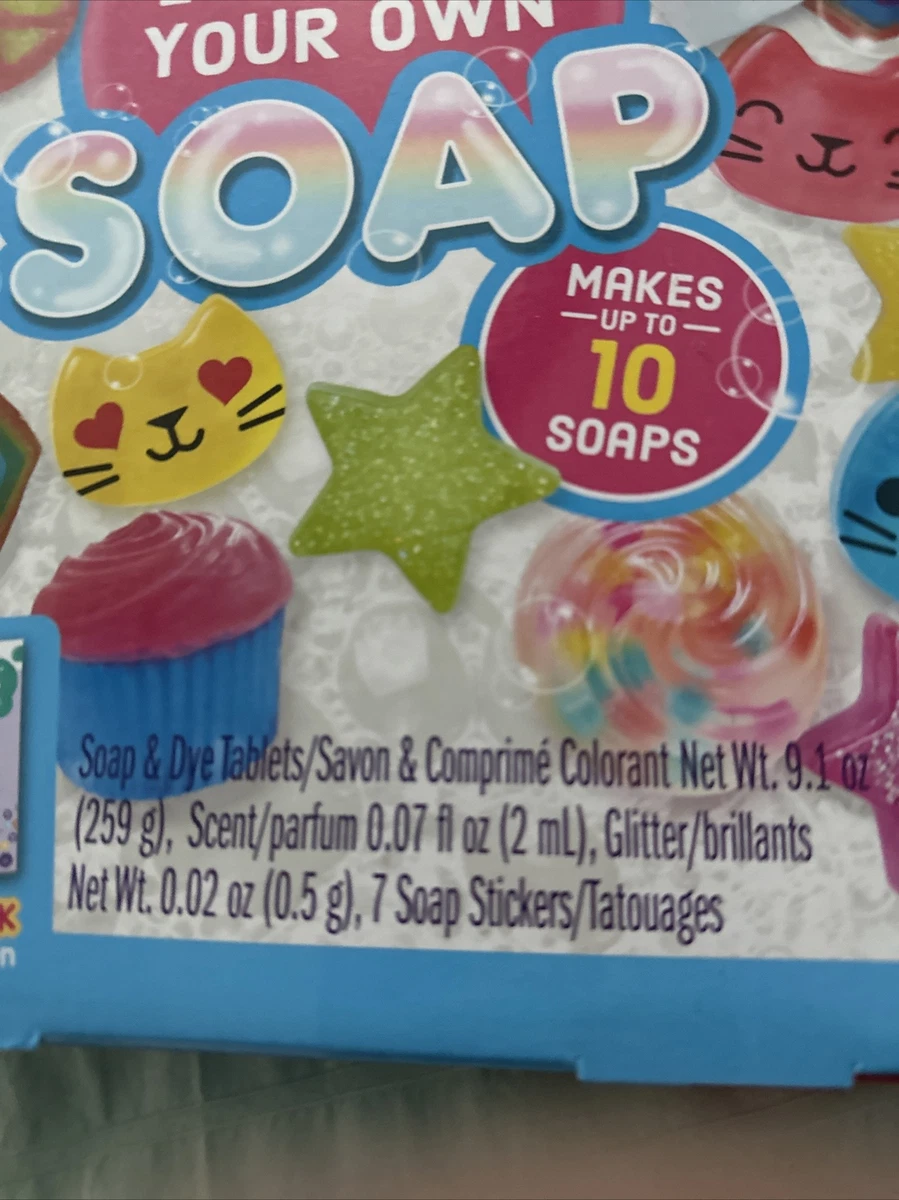 YOUR OWN
SOAP
MAKES
UP TO
10
SOAPS
Soap & Dye Tablets/Savon & Comprimé Colorant Net Wt. 9.1 oz
(259 g), Scent/parfum 0.07 fl oz (2 mL), Glitter/brillants
Net Wt. 0.02 oz (0.5 g), 7 Soap Stickers/Tatouages